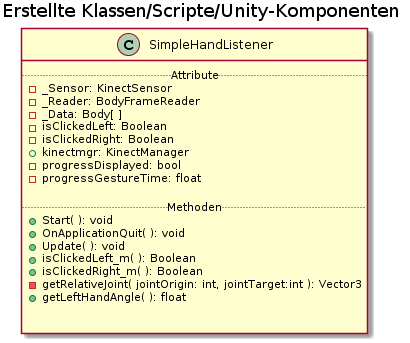 Erstellte Klassen/Scripte/Unity-Komponenten
C SimpleHandListener
Attribute
_Sensor: KinectSensor
_Reader: BodyFrameReader
_Data: Body[ ]
isClickedLeft: Boolean
isClickedRight: Boolean
kinectmgr: KinectManager
progressDisplayed: bool
progressGestureTime: float
Methoden
Start( ): void
OnApplicationQuit( ): void
Update( ): void
isClickedLeft_m( ): Boolean
isClickedRight_m( ): Boolean
getRelativeJoint( jointOrigin: int, jointTarget:int ): Vector3
getLeftHandAngle( ): float